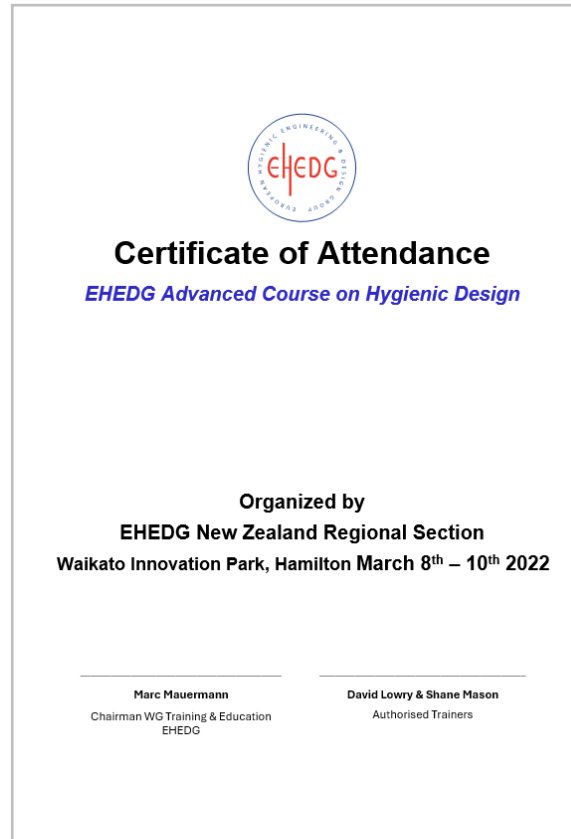 EUROPEAN HYGIENIC ENGINEERING & DESIGN GROUP
EHEDG
Certificate of Attendance
EHEDG Advanced Course on Hygienic Design
Organized by
EHEDG New Zealand Regional Section
Waikato Innovation Park, Hamilton March 8th – 10th 2022
Marc Mauermann
Chairman WG Training & Education
EHEDG
David Lowry & Shane Mason
Authorised Trainers